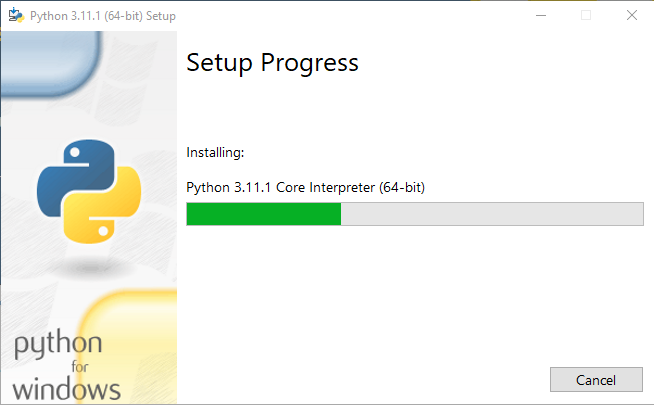 Python 3.11.1 (64-bit) Setup
Setup Progress
Installing:
Python 3.11.1 Core Interpreter (64-bit)
python
for
windows
Cancel